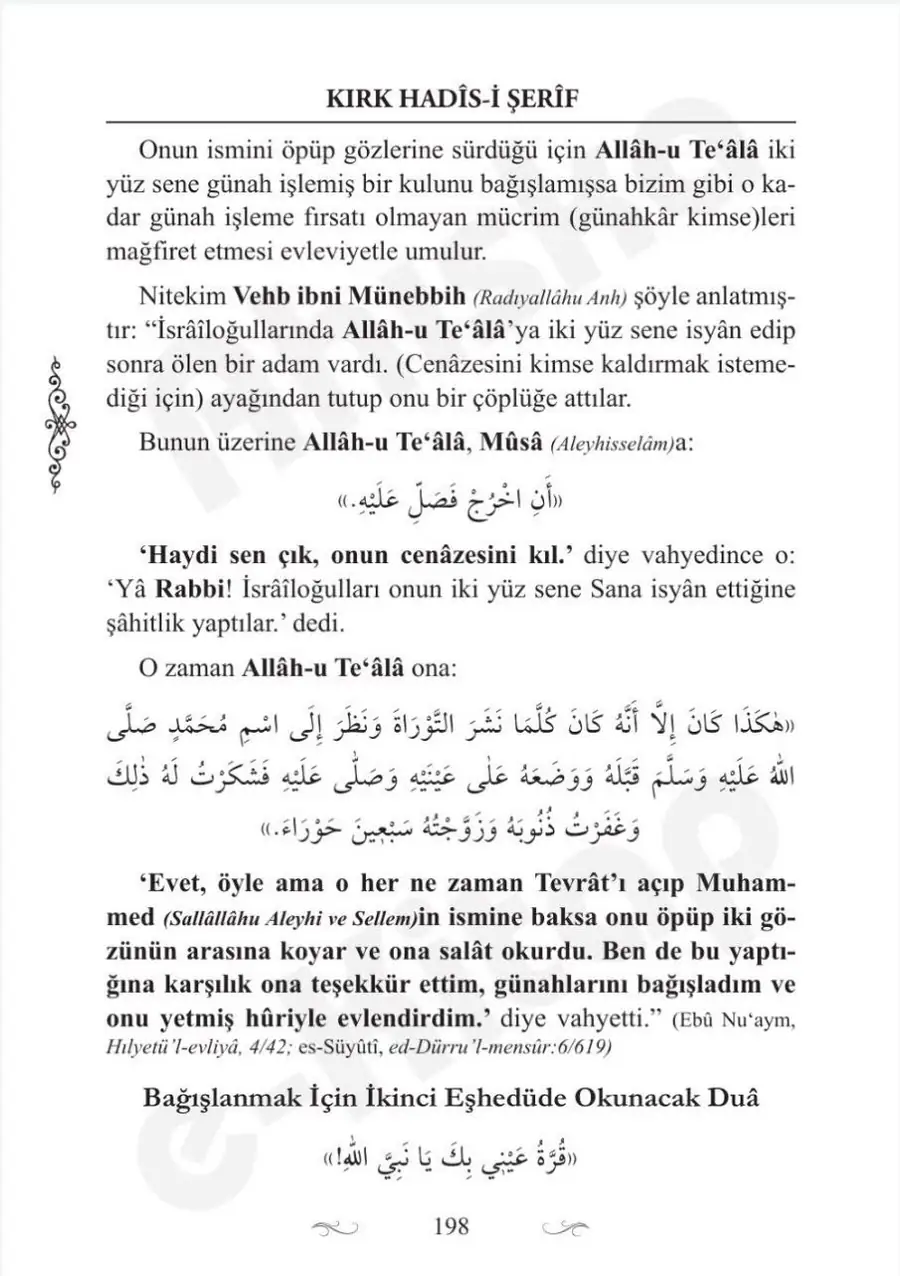 KIRK HADÎS-İ ŞERÎF
Onun ismini öpüp gözlerine sürdüğü için Allâh-u Te‘âlâ iki
yüz sene günah işlemiş bir kulunu bağışlamışsa bizim gibi o ka-
dar günah işleme fırsatı olmayan mücrim (günahkâr kimse)leri
mağfiret etmesi evleviyetle umulur.
Nitekim Vehb ibni Münebbih (Radıyallâhu Anh) şöyle anlatmış-
tır: “İsrâîloğullarında Allâh-u Te‘âlâ’ya iki yüz sene isyân edip
sonra ölen bir adam vardı. (Cenâzesini kimse kaldırmak isteme-
diği için) ayağından tutup onu bir çöplüğe attılar.
Bunun üzerine Allâh-u Te‘âlâ, Mûsâ (Aleyhisselâm)a:
«أَنِ اخْرُجْ فَصَلِّ عَلَيْهِ.»
‘Haydi sen çık, onun cenâzesini kıl.’ diye vahyedince o:
‘Yâ Rabbi! İsrâîloğulları onun iki yüz sene Sana isyân ettiğine
şâhitlik yaptılar.’ dedi.
O zaman Allâh-u Te‘âlâ ona:
«هٰكَذَا كَانَ إِلَّا أَنَّهُ كَانَ كُلَّمَا نَشَرَ التَّوْرَاةَ وَنَظَرَ إِلَى اسْمِ مُحَمَّدٍ صَلَّى
اللهُ عَلَيْهِ وَسَلَّمَ قَبَّلَهُ وَوَضَعَهُ عَلٰى عَيْنَيْهِ وَصَلّٰى عَلَيْهِ فَشَكَرْتُ لَهُ ذٰلِكَ
وَغَفَرْتُ ذُنُوبَهُ وَزَوَّجْتُهُ سَبْعِينَ حَوْرَاءَ.»
‘Evet, öyle ama o her ne zaman Tevrât’ı açıp Muham-
med (Sallâllâhu Aleyhi ve Sellem)in ismine baksa onu öpüp iki gö-
zünün arasına koyar ve ona salât okurdu. Ben de bu yaptı-
ğına karşılık ona teşekkür ettim, günahlarını bağışladım ve
onu yetmiş hûriyle evlendirdim.’ diye vahyetti.” (Ebû Nu‘aym,
Hılyetü’l-evliyâ, 4/42; es-Süyûtî, ed-Dürru’l-mensûr:6/619)
Bağışlanmak İçin İkinci Eşhedüde Okunacak Duâ
«قُرَّةُ عَيْنِي بِكَ يَا نَبِيَّ اللهِ!»
198